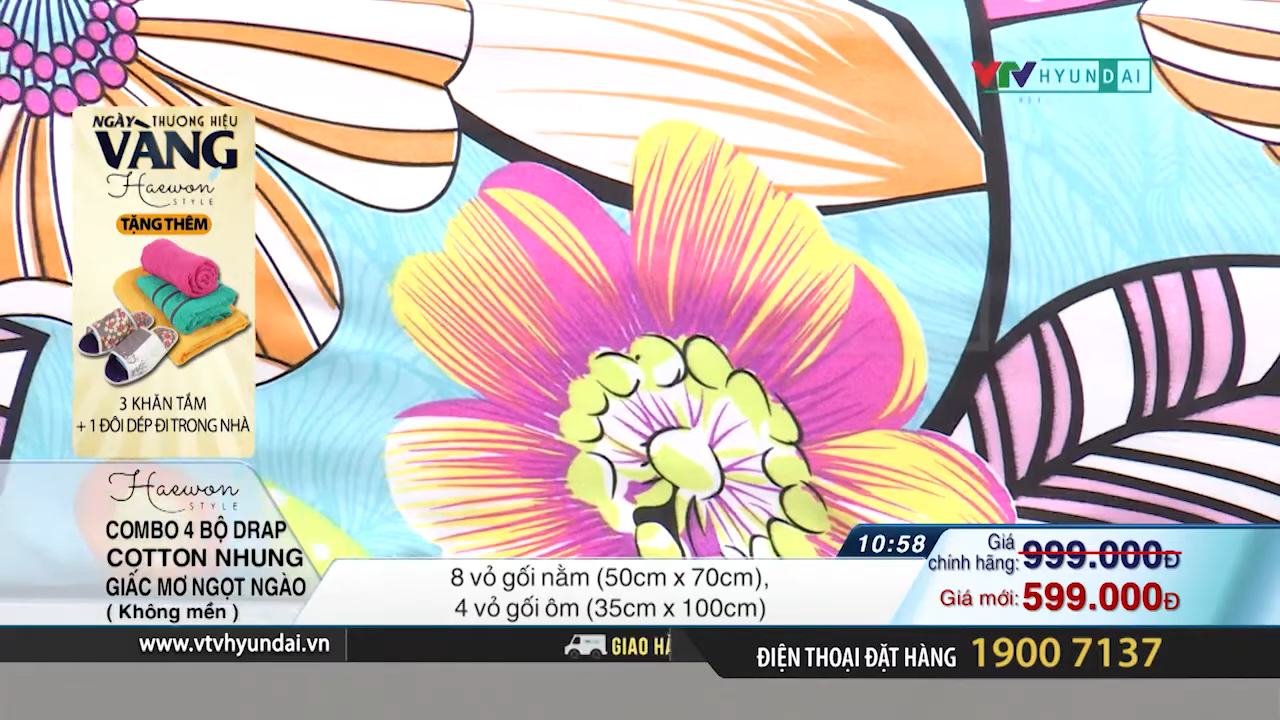 VTV HYUNDAI
NGÀY THƯƠNG HIỆU
VÀNG
Haewon
STYLE
TẶNG THÊM
3 KHĂN TẮM
+ 1 ĐÔI DÉP ĐI TRONG NHÀ
Haewon
STYLE
COMBO 4 BỘ DRAP
COTTON NHUNG
GIẤC MƠ NGỌT NGÀO
( Không mền )
8 vỏ gối nằm (50cm x 70cm),
4 vỏ gối ôm (35cm x 100cm)
10:58
Giá
chính hãng: 999.000Đ
Giá mới: 599.000Đ
www.vtvhyundai.vn
GIAO
ĐIỆN THOẠI ĐẶT HÀNG 1900 7137